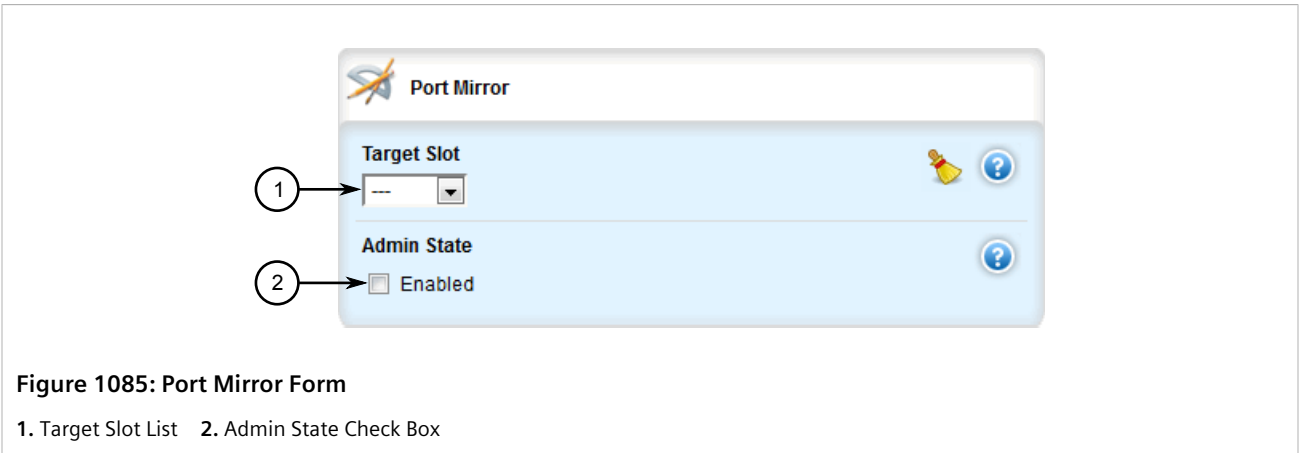 Port Mirror
Target Slot
1
---
?
Admin State
2
Enabled
?
Figure 1085: Port Mirror Form
1. Target Slot List 2. Admin State Check Box